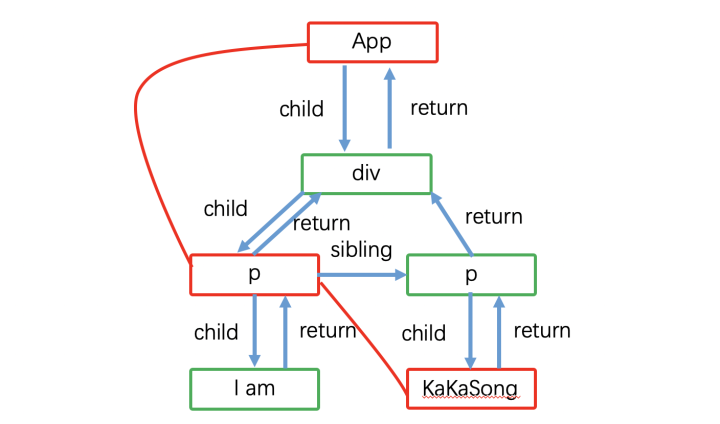 App
child
return
div
child
return
return
sibling
p
p
child
return
child
return
I am
KaKaSong